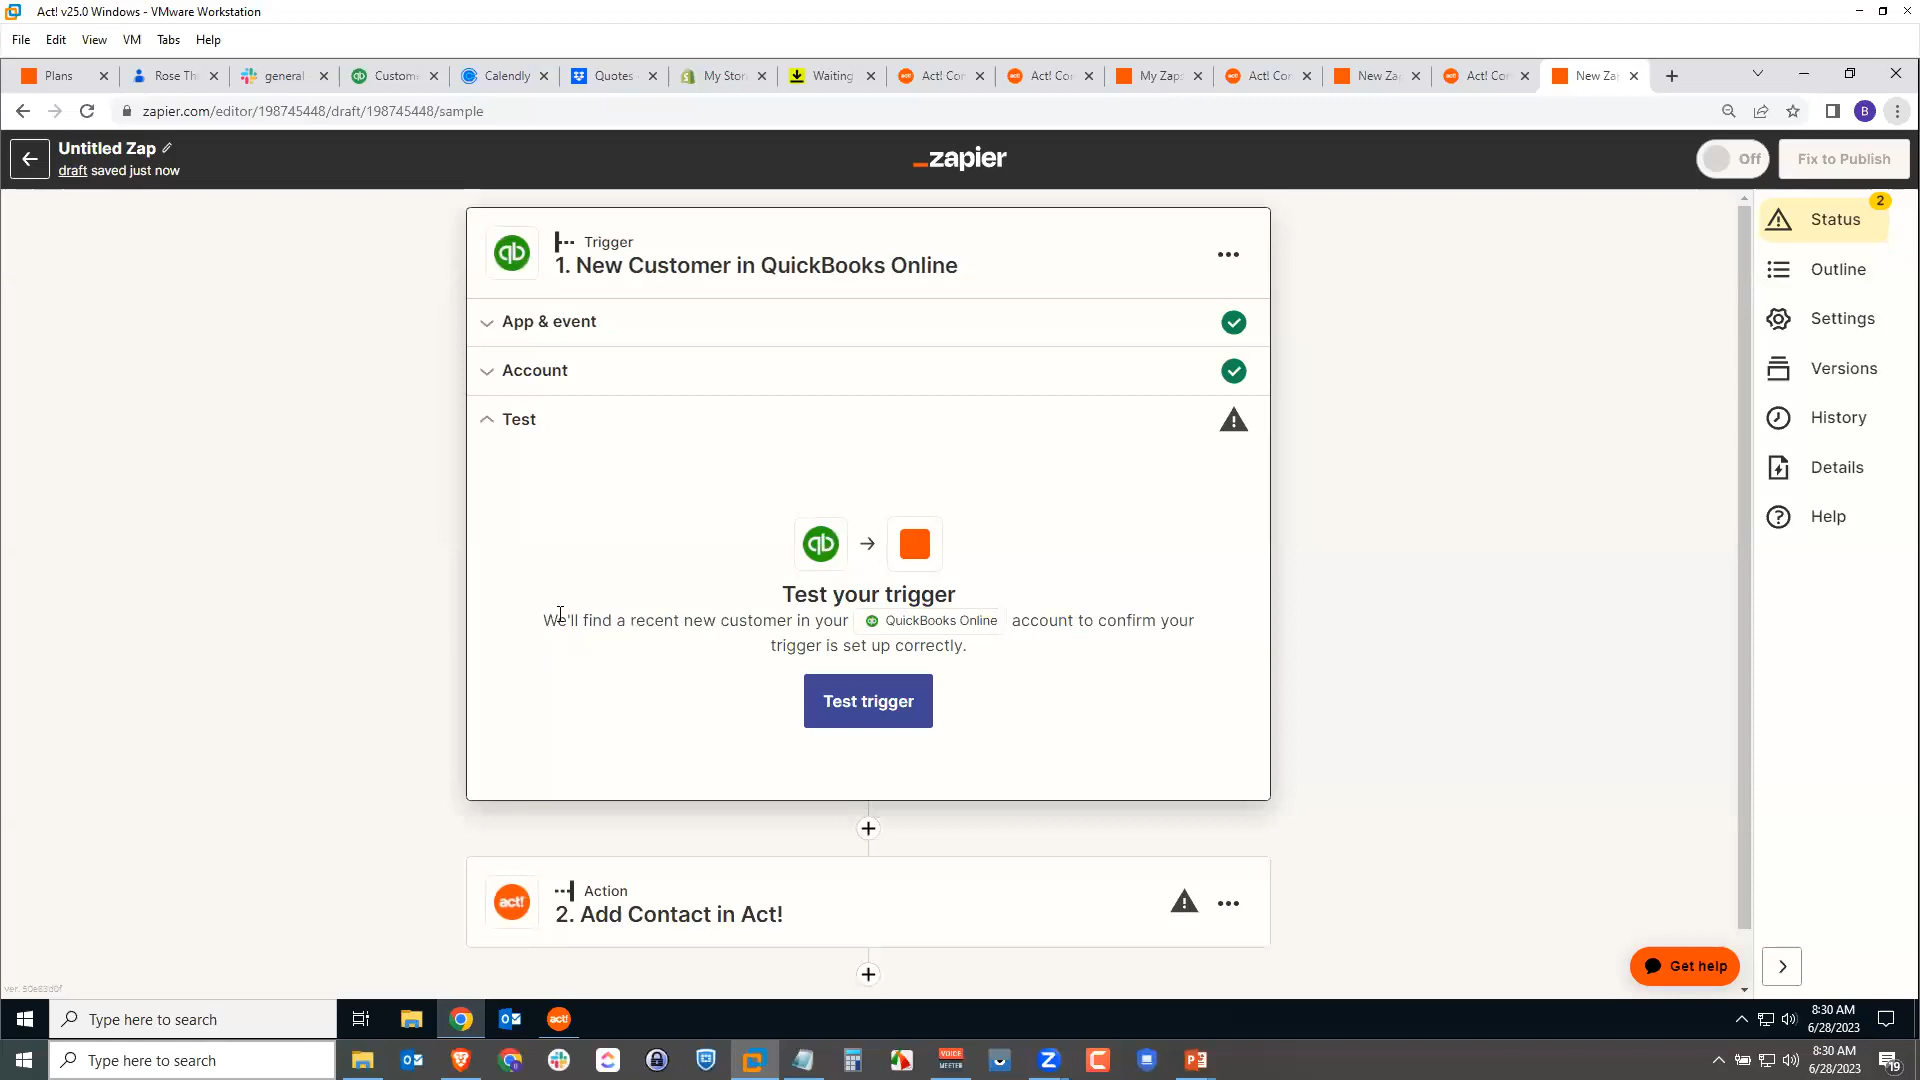 Act! v25.0 Windows - VMware Workstation
File Edit View VM Tabs Help
Plans Rose Th general Custom Calendly Quotes My Stor Waiting Act! Cor Act! Cor My Zaps Act! Cor New Za Act! Cor New Za
zapier.com/editor/198745448/draft/198745448/sample B
Untitled Zap
draft saved just now
zapier
Off
Fix to Publish
Trigger
1. New Customer in QuickBooks Online
App & event
Account
Test
Test your trigger
We'll find a recent new customer in your QuickBooks Online account to confirm your
trigger is set up correctly.
Test trigger
Action
act!
2. Add Contact in Act!
2
Status
Outline
Settings
Versions
History
Details
Help
Get help
Type here to search
act!
8:30 AM
6/28/2023
Type here to search
VOICE
MEETER
8:30 AM
6/28/2023
19